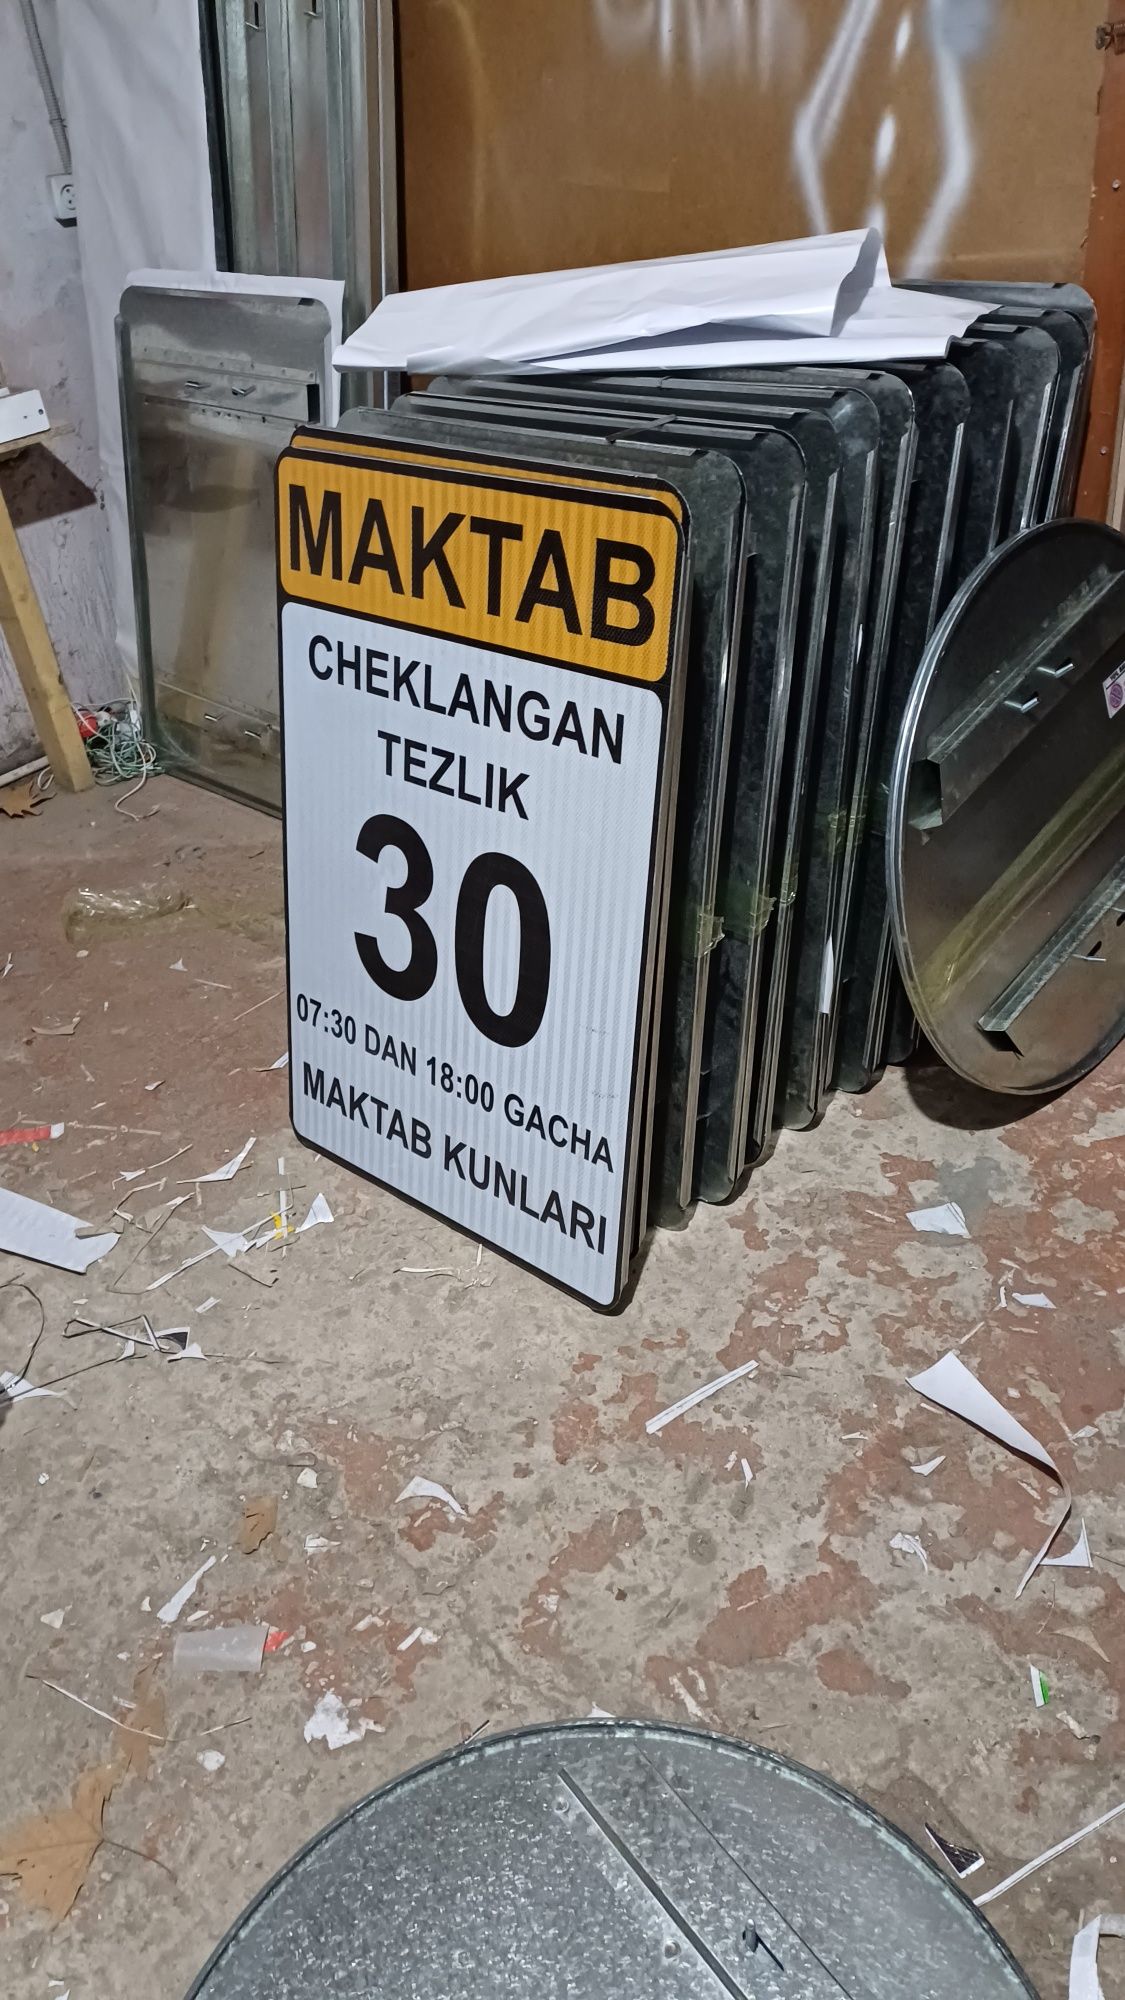 MAKTAB
CHEKLANGAN
TEZLIK
30
07:30 DAN 18:00 GACHA
MAKTAB KUNLARI